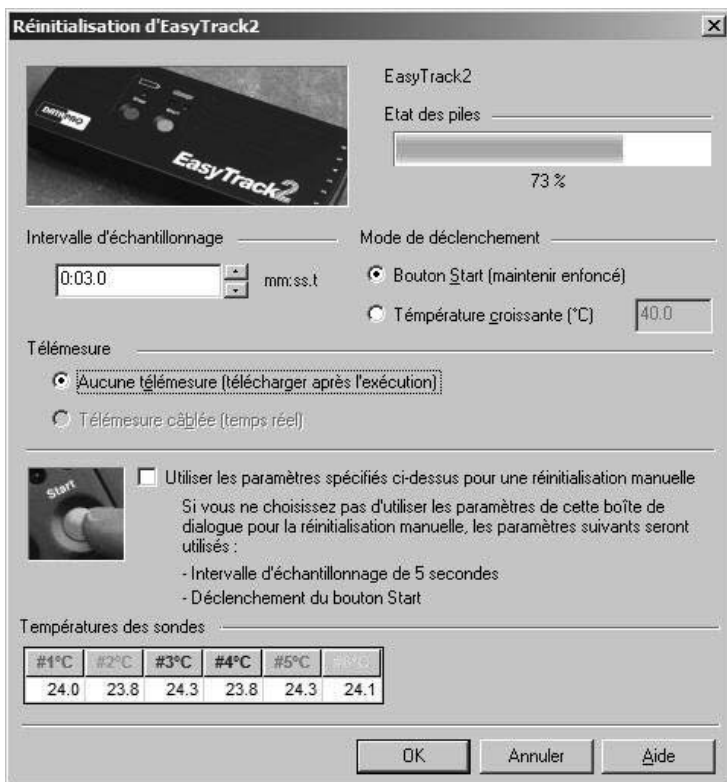 Réinitialisation d'EasyTrack2
DATAPRO
EasyTrack2
EasyTrack2
Etat des piles
73 %
Intervalle d'échantillonnage
0:03.0
mm:ss.t
Mode de déclenchement
Bouton Start (maintenir enfoncé)
Témpérature croissante (°C)
40.0
Télémesure
Aucune télémesure (télécharger après l'exécution)
Télémesure câblée (temps réel)
Start
Utiliser les paramètres spécifiés ci-dessus pour une réinitialisation manuelle
Si vous ne choisissez pas d'utiliser les paramètres de cette boîte de
dialogue pour la réinitialisation manuelle, les paramètres suivants seront
utilisés :
- Intervalle d'échantillonnage de 5 secondes
- Déclenchement du bouton Start
Températures des sondes
#1°C #2°C #3°C #4°C #5°C #6°C
24.0 23.8 24.3 23.8 24.3 24.1
OK Annuler Aide